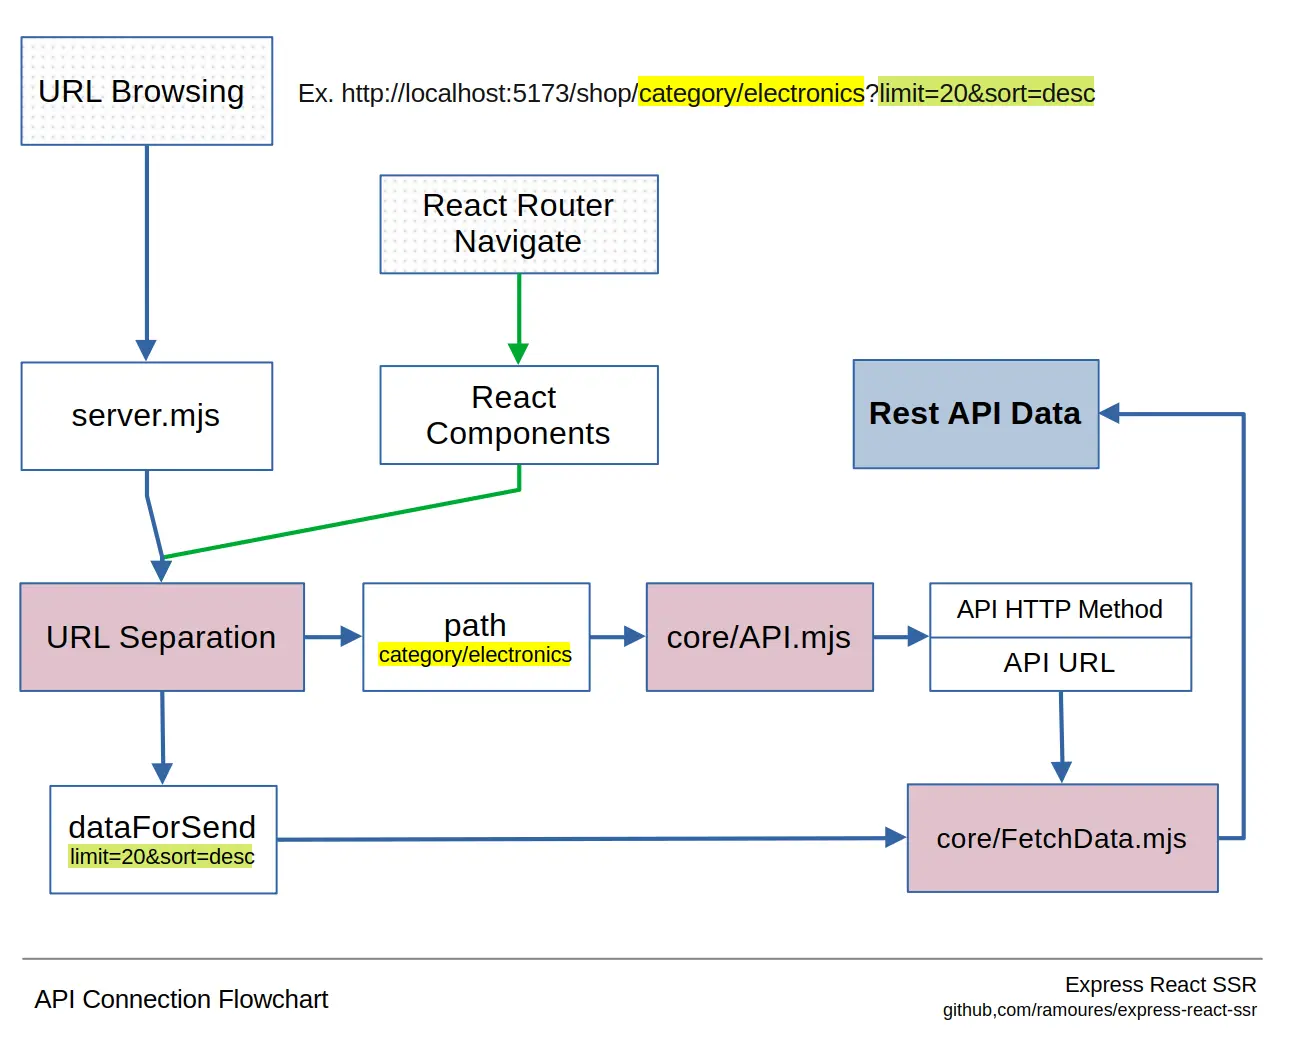 URL Browsing
Ex. http://localhost:5173/shop/category/electronics?limit=20&sort=desc
React Router
Navigate
server.mjs
React
Components
Rest API Data
URL Separation
path
category/electronics
core/API.mjs
API HTTP Method
API URL
dataForSend
limit=20&sort=desc
core/FetchData.mjs
API Connection Flowchart
Express React SSR
github,com/ramoures/express-react-ssr